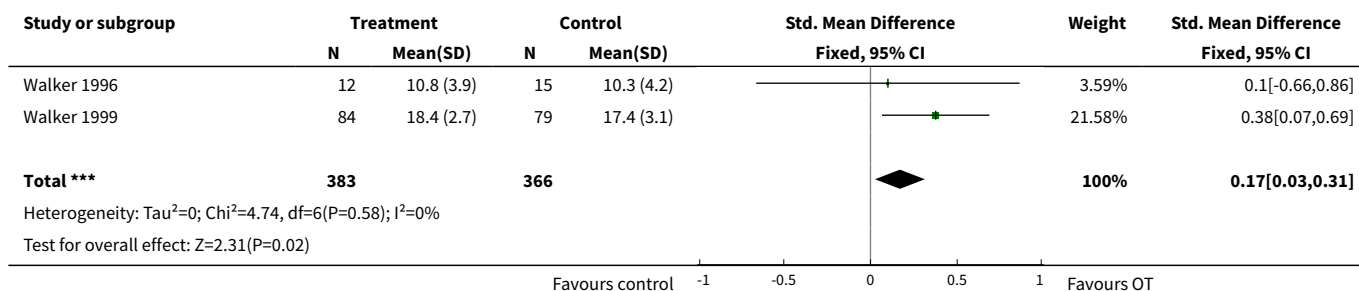 Study or subgroup Treatment Control Std. Mean Difference Weight Std. Mean Difference
N Mean(SD) N Mean(SD) Fixed, 95% CI Fixed, 95% CI
Walker 1996 12 10.8 (3.9) 15 10.3 (4.2) 3.59% 0.1[-0.66,0.86]
Walker 1999 84 18.4 (2.7) 79 17.4 (3.1) 21.58% 0.38[0.07,0.69]
Total *** 383 366 100% 0.17[0.03,0.31]
Heterogeneity: Tau²=0; Chi²=4.74, df=6(P=0.58); I²=0%
Test for overall effect: Z=2.31(P=0.02)
Favours control -1 -0.5 0 0.5 1 Favours OT